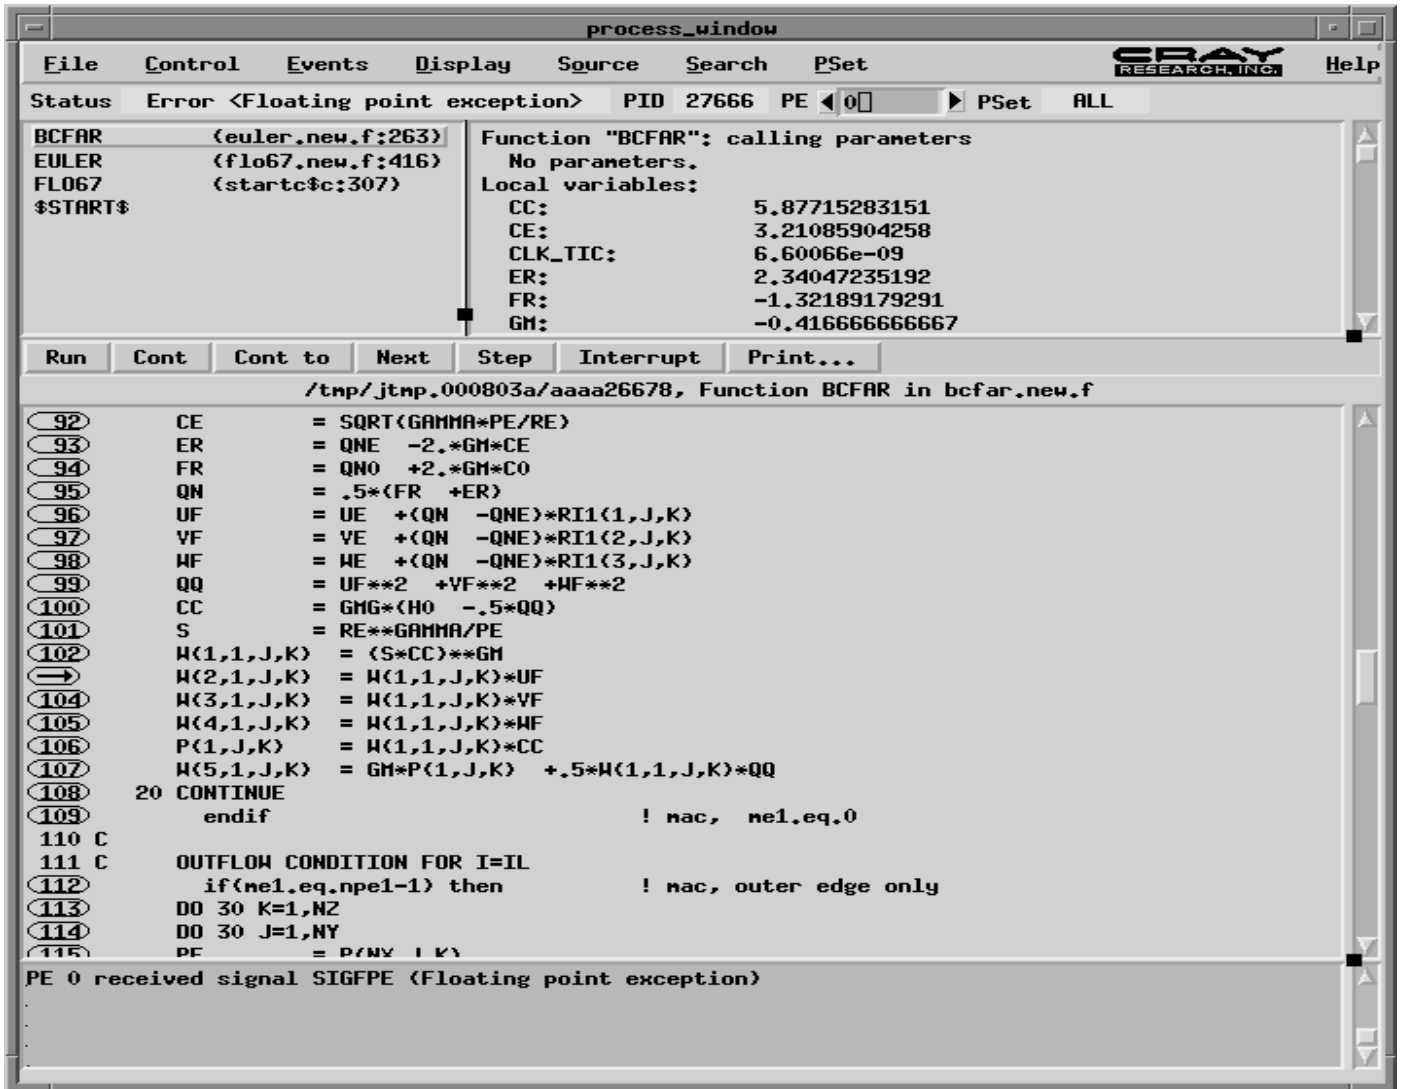 process_window
File Control Events Display Source Search PSet CRAY RESEARCH, INC. Help
Status Error <Floating point exception> PID 27666 PE 0 PSet ALL
BCFAR (euler.new.f:263)
EULER (flo67.new.f:416)
FLO67 (startc$c:307)
$START$
Function "BCFAR": calling parameters
No parameters.
Local variables:
CC: 5.87715283151
CE: 3.21085904258
CLK_TIC: 6.60066e-09
ER: 2.34047235192
FR: -1.32189179291
GM: -0.416666666667
Run Cont Cont to Next Step Interrupt Print...
/tmp/jtmp.000803a/aaaa26678, Function BCFAR in bcfar.new.f
92 CE = SQRT(GAMMA*PE/RE)
93 ER = QNE -2.*GM*CE
94 FR = QNO +2.*GM*CO
95 QN = .5*(FR +ER)
96 UF = UE +(QN -QNE)*RI1(1,J,K)
97 VF = VE +(QN -QNE)*RI1(2,J,K)
98 WF = WE +(QN -QNE)*RI1(3,J,K)
99 QQ = UF**2 +VF**2 +WF**2
100 CC = GMG*(H0 -.5*QQ)
101 S = RE**GAMMA/PE
102 W(1,1,J,K) = (S*CC)**GM
W(2,1,J,K) = W(1,1,J,K)*UF
104 W(3,1,J,K) = W(1,1,J,K)*VF
105 W(4,1,J,K) = W(1,1,J,K)*WF
106 P(1,J,K) = W(1,1,J,K)*CC
107 W(5,1,J,K) = GM*P(1,J,K) +.5*W(1,1,J,K)*QQ
108 20 CONTINUE
109 endif ! mac, me1.eq.0
110 C
111 C OUTFLOW CONDITION FOR I=IL
112 if(me1.eq.npe1-1) then ! mac, outer edge only
113 DO 30 K=1,NZ
114 DO 30 J=1,NY
115 PE = P(NX,J,K)
PE 0 received signal SIGFPE (Floating point exception)